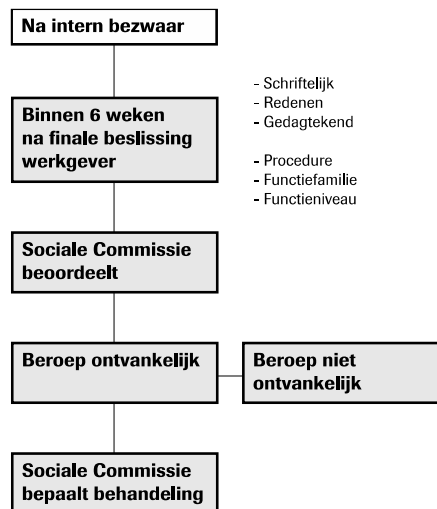 Na intern bezwaar
Binnen 6 weken
na finale beslissing
werkgever
- Schriftelijk
- Redenen
- Gedagtekend
- Procedure
- Functiefamilie
- Functieniveau
Sociale Commissie
beoordeelt
Beroep ontvankelijk
Beroep niet
ontvankelijk
Sociale Commissie
bepaalt behandeling